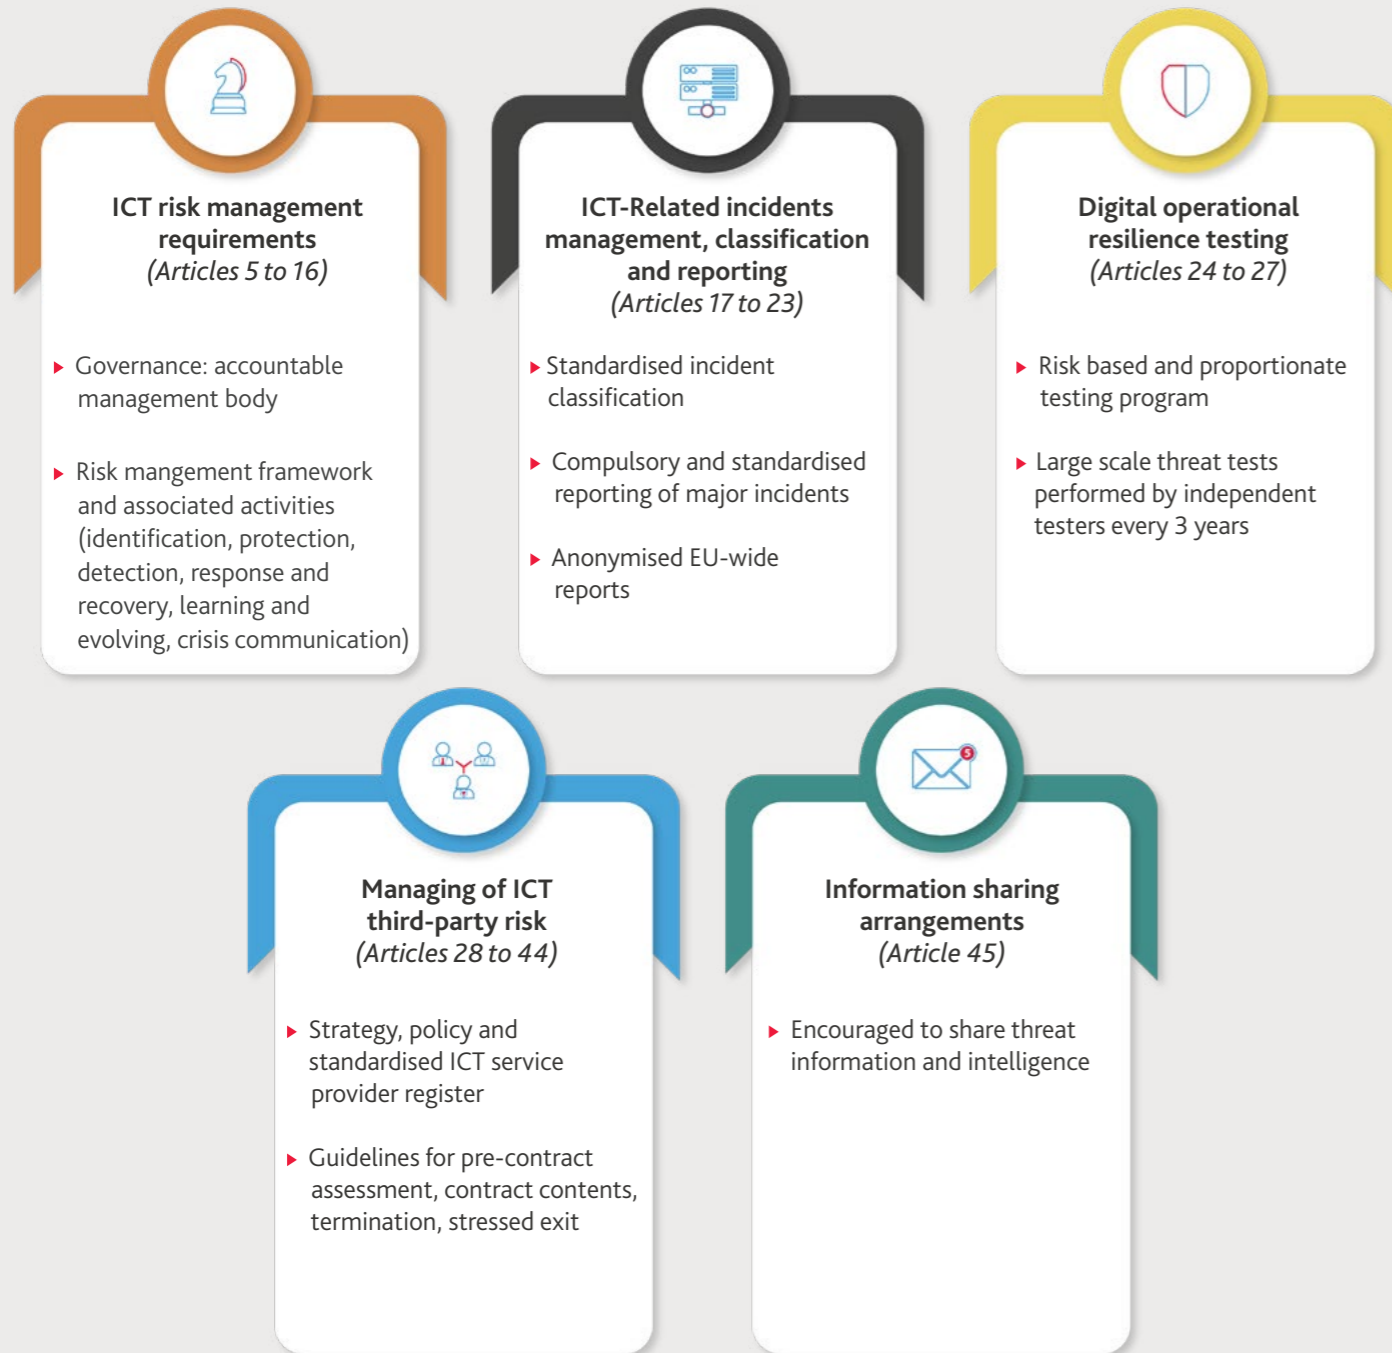 ICT risk management
requirements
(Articles 5 to 16)
Governance: accountable
management body
Risk mangement framework
and associated activities
(identification, protection,
detection, response and
recovery, learning and
evolving, crisis communication)
ICT-Related incidents
management, classification
and reporting
(Articles 17 to 23)
Standardised incident
classification
Compulsory and standardised
reporting of major incidents
Anonymised EU-wide
reports
Digital operational
resilience testing
(Articles 24 to 27)
Risk based and proportionate
testing program
Large scale threat tests
performed by independent
testers every 3 years
Managing of ICT
third-party risk
(Articles 28 to 44)
Strategy, policy and
standardised ICT service
provider register
Guidelines for pre-contract
assessment, contract contents,
termination, stressed exit
5
Information sharing
arrangements
(Article 45)
Encouraged to share threat
information and intelligence